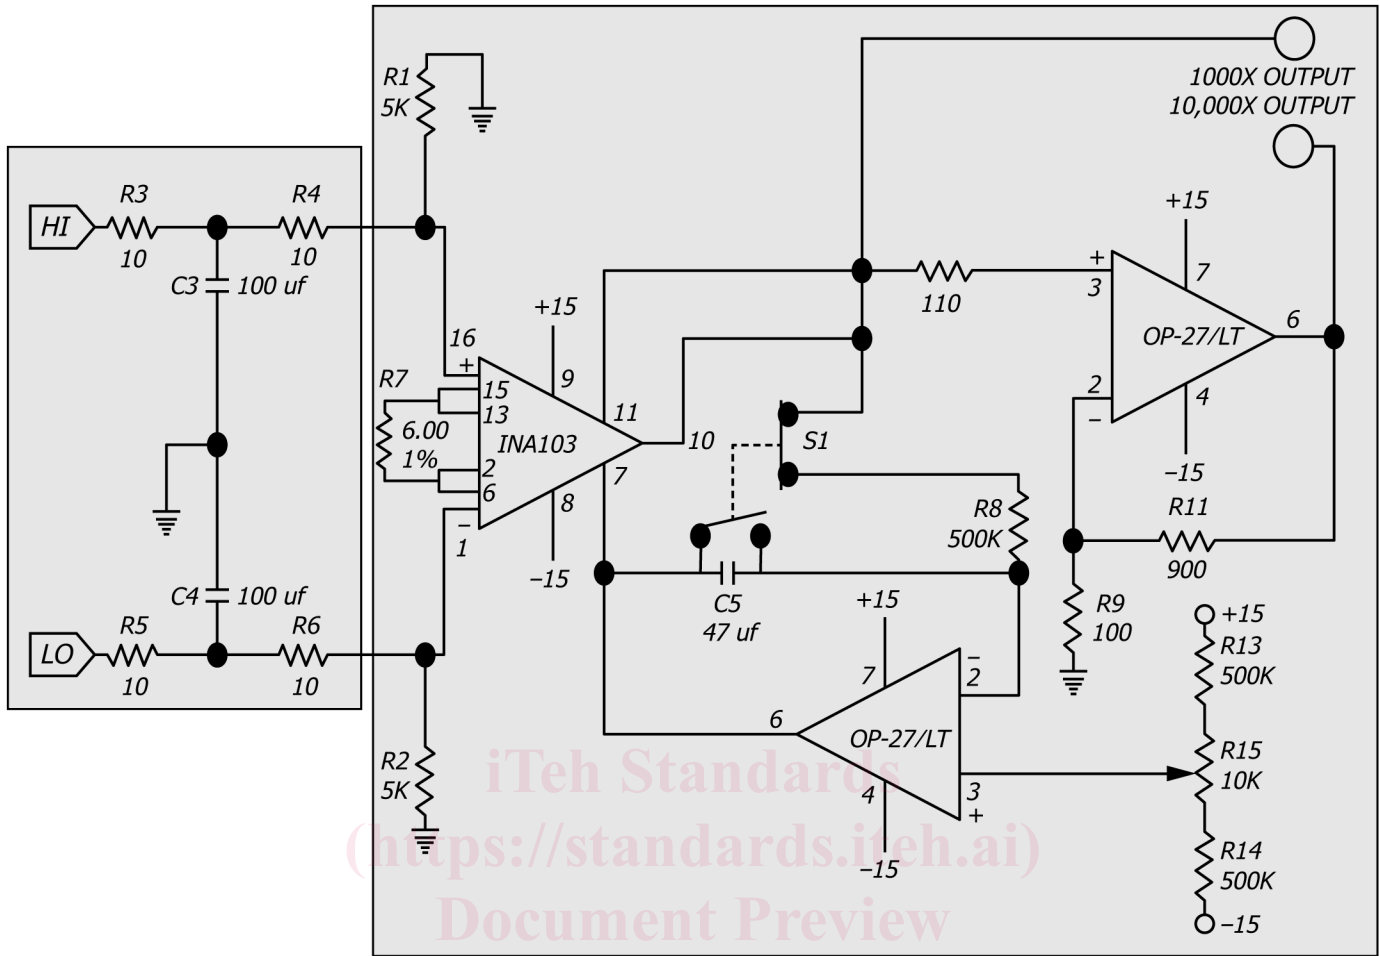 1000X OUTPUT
10,000X OUTPUT
R1
5K
HI
R3
10
R4
10
C3 100 uf
+15
7
+
3
110
OP-27/LT
6
2
–
4
–15
16
+
+15
9
R7
15
13
6.00
1%
INA103
11
10
S1
2
6
7
8
–
1
–15
R8
500K
R11
900
C4 100 uf
C5
47 uf
R9
100
+15
R13
500K
LO
R5
10
R6
10
+15
7
–
2
6
OP-27/LT
R15
10K
R2
5K
4
3
+
–15
R14
500K
–15
iTeh Standards
(https://standards.iteh.ai)
Document Preview